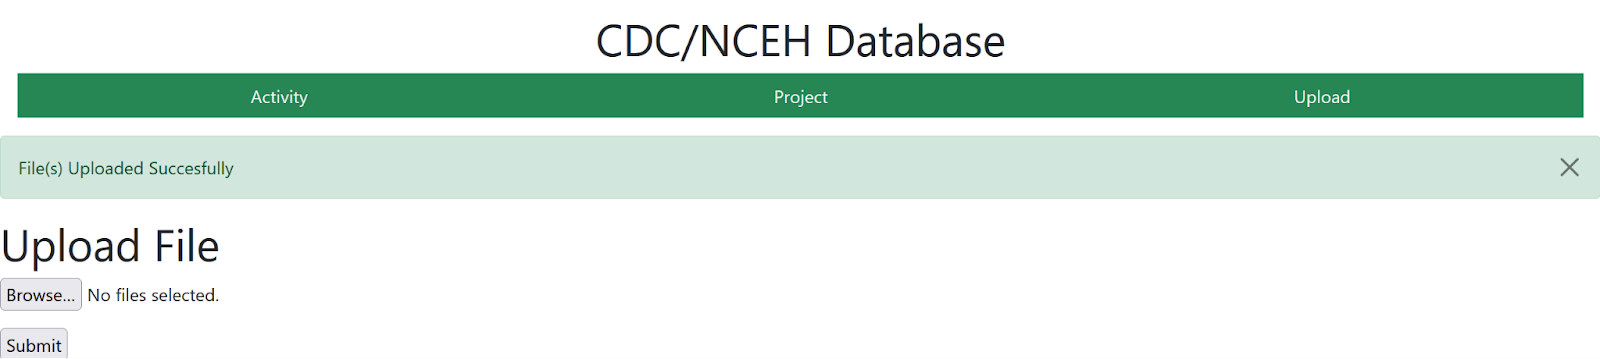 CDC/NCEH Database
Activity Project Upload
File(s) Uploaded Succesfully
Upload File
Browse... No files selected.
Submit